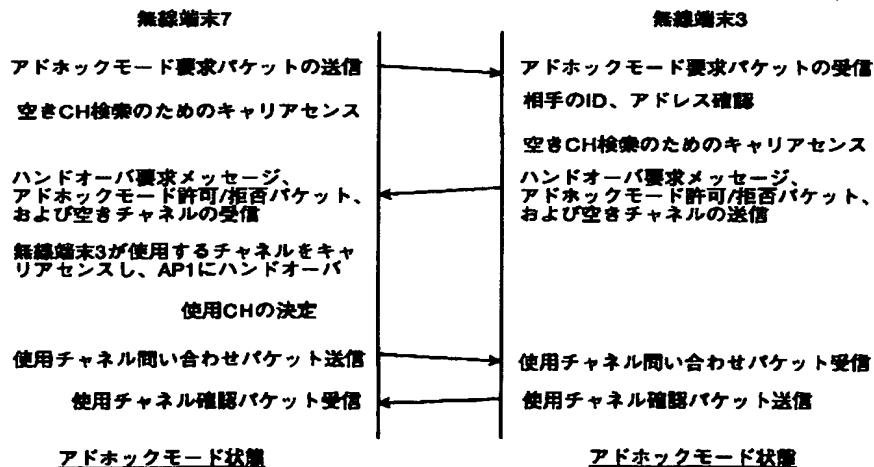 無線端末7
無線端末3
アドホックモード要求パケットの送信
アドホックモード要求パケットの受信
相手のID、アドレス確認
空きCH検索のためのキャリアセンス
空きCH検索のためのキャリアセンス
ハンドオーバ要求メッセージ、
アドホックモード許可/拒否パケット、
および空きチャネルの受信
ハンドオーバ要求メッセージ、
アドホックモード許可/拒否パケット、
および空きチャネルの送信
無線端末3が使用するチャネルをキャ
リアセンスし、AP1にハンドオーバ
使用CHの決定
使用チャネル問い合わせパケット送信
使用チャネル問い合わせパケット受信
使用チャネル確認パケット受信
使用チャネル確認パケット送信
アドホックモード状態
アドホックモード状態